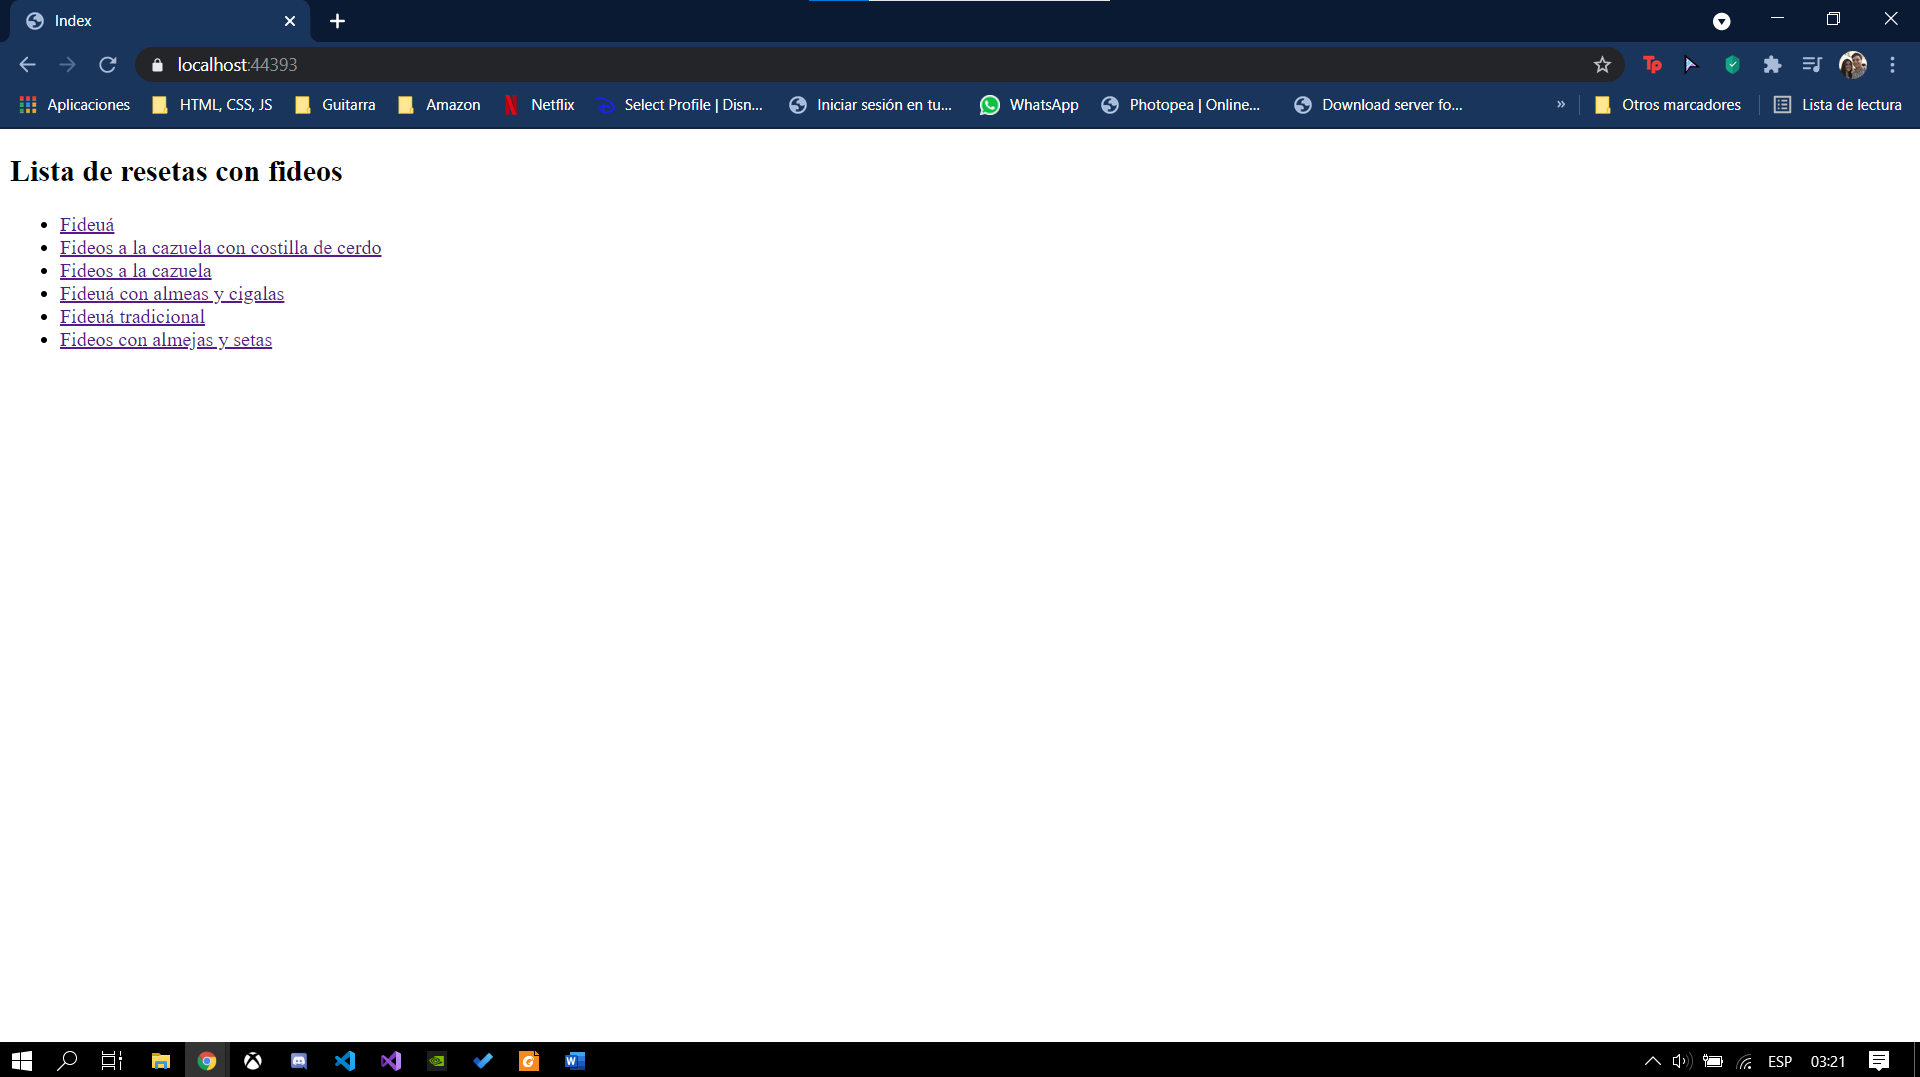 Index
localhost:44393
Aplicaciones HTML, CSS, JS Guitarra Amazon Netflix Select Profile | Disn... Iniciar sesión en tu... WhatsApp Photopea | Online... Download server fo... » Otros marcadores Lista de lectura
Lista de resetas con fideos
Fideuá
Fideos a la cazuela con costilla de cerdo
Fideos a la cazuela
Fideuá con almeas y cigalas
Fideuá tradicional
Fideos con almejas y setas
ESP 03:21